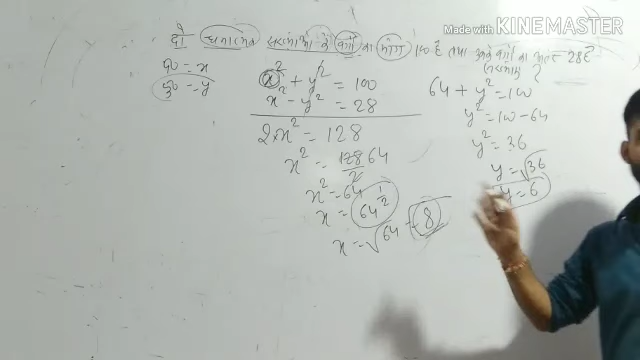 Made with KINEMASTER
दो धनात्मक संख्याओं के वर्गों का योग 100 है तथा उनके वर्गों का अन्तर 28 है
प्र० = x
x² + y² = 100
64 + y² = 100
= y
x - y² = 28
y² = 100 - 64
2x² = 128
y² = 36
x² = 128 64
2
y = √36
x² = 64
y = 6
x = 64 1/2
x = √64 = 8